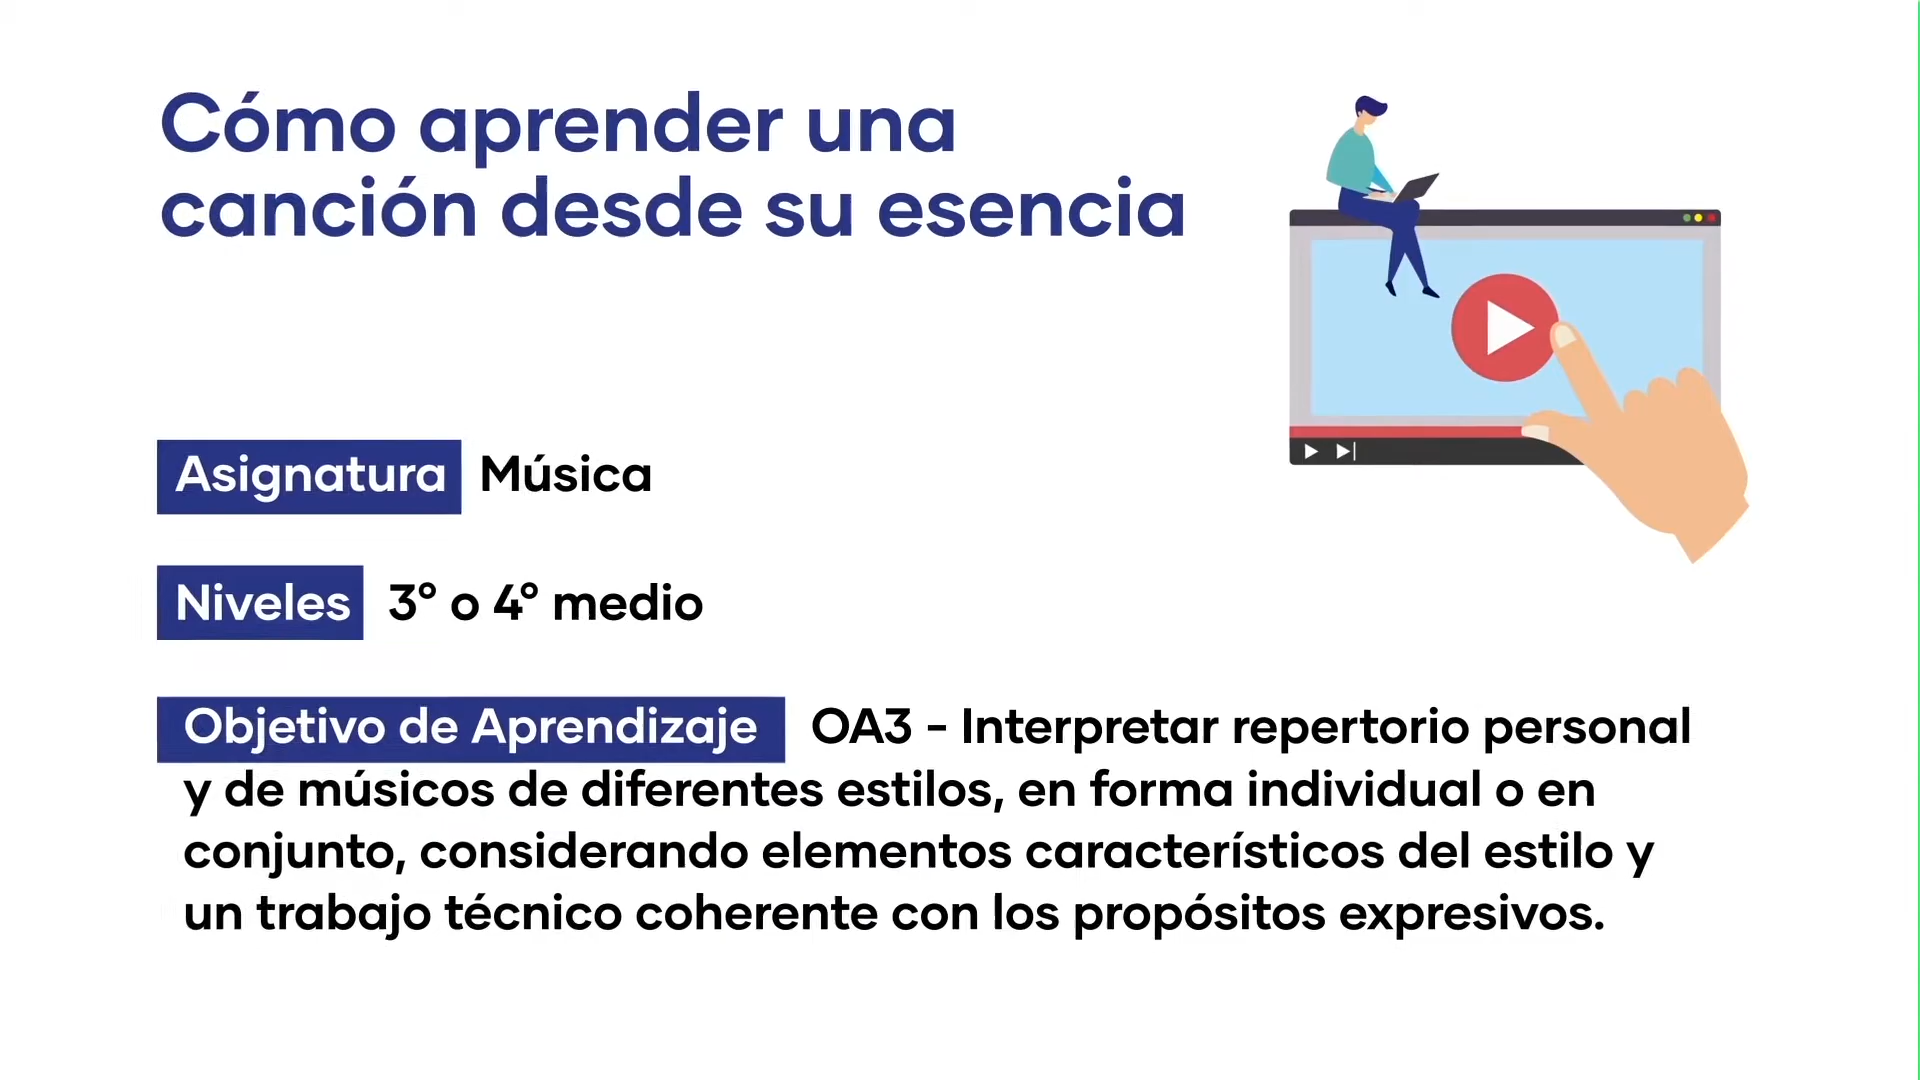 Cómo aprender una
canción desde su esencia
Asignatura Música
Niveles 3° o 4° medio
Objetivo de Aprendizaje OA3 - Interpretar repertorio personal
y de músicos de diferentes estilos, en forma individual o en
conjunto, considerando elementos característicos del estilo y
un trabajo técnico coherente con los propósitos expresivos.